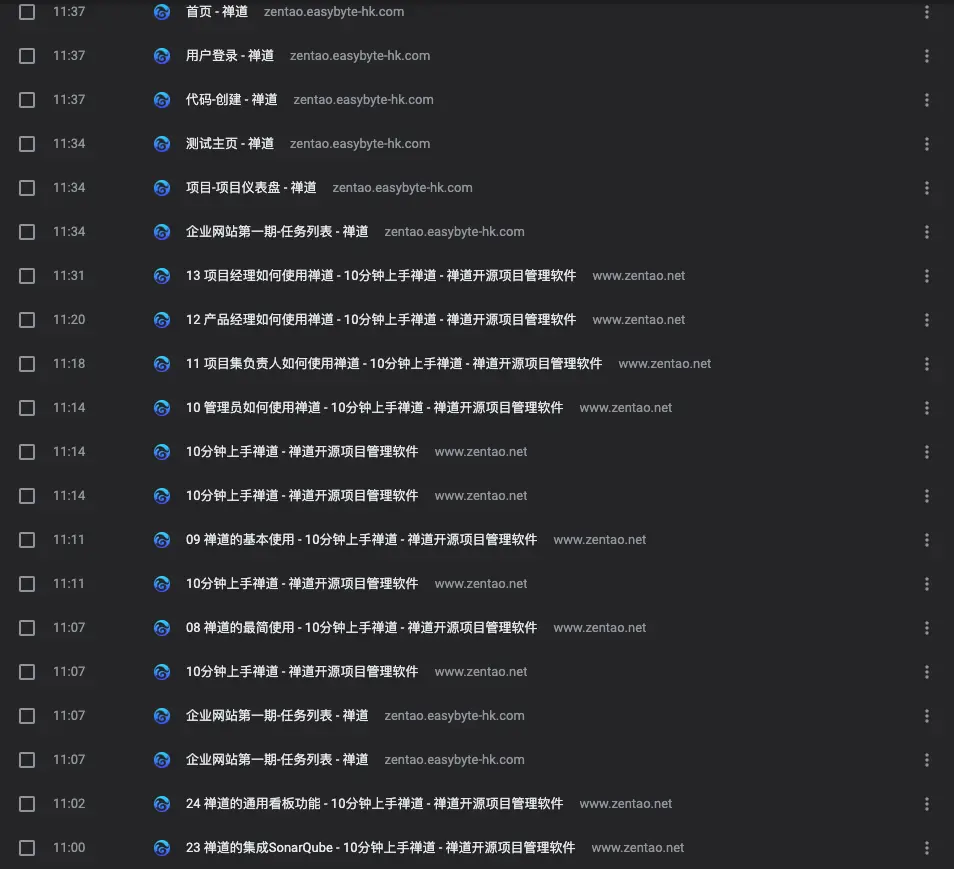 11:37 首页 - 禅道 zentao.easybyte-hk.com
11:37 用户登录 - 禅道 zentao.easybyte-hk.com
11:37 代码-创建 - 禅道 zentao.easybyte-hk.com
11:34 测试主页 - 禅道 zentao.easybyte-hk.com
11:34 项目-项目仪表盘 - 禅道 zentao.easybyte-hk.com
11:34 企业网站第一期-任务列表 - 禅道 zentao.easybyte-hk.com
11:31 13 项目经理如何使用禅道 - 10分钟上手禅道 - 禅道开源项目管理软件 www.zentao.net
11:20 12 产品经理如何使用禅道 - 10分钟上手禅道 - 禅道开源项目管理软件 www.zentao.net
11:18 11 项目集负责人如何使用禅道 - 10分钟上手禅道 - 禅道开源项目管理软件 www.zentao.net
11:14 10 管理员如何使用禅道 - 10分钟上手禅道 - 禅道开源项目管理软件 www.zentao.net
11:14 10分钟上手禅道 - 禅道开源项目管理软件 www.zentao.net
11:14 10分钟上手禅道 - 禅道开源项目管理软件 www.zentao.net
11:11 09 禅道的基本使用 - 10分钟上手禅道 - 禅道开源项目管理软件 www.zentao.net
11:11 10分钟上手禅道 - 禅道开源项目管理软件 www.zentao.net
11:07 08 禅道的最简使用 - 10分钟上手禅道 - 禅道开源项目管理软件 www.zentao.net
11:07 10分钟上手禅道 - 禅道开源项目管理软件 www.zentao.net
11:07 企业网站第一期-任务列表 - 禅道 zentao.easybyte-hk.com
11:07 企业网站第一期-任务列表 - 禅道 zentao.easybyte-hk.com
11:02 24 禅道的通用看板功能 - 10分钟上手禅道 - 禅道开源项目管理软件 www.zentao.net
11:00 23 禅道的集成SonarQube - 10分钟上手禅道 - 禅道开源项目管理软件 www.zentao.net